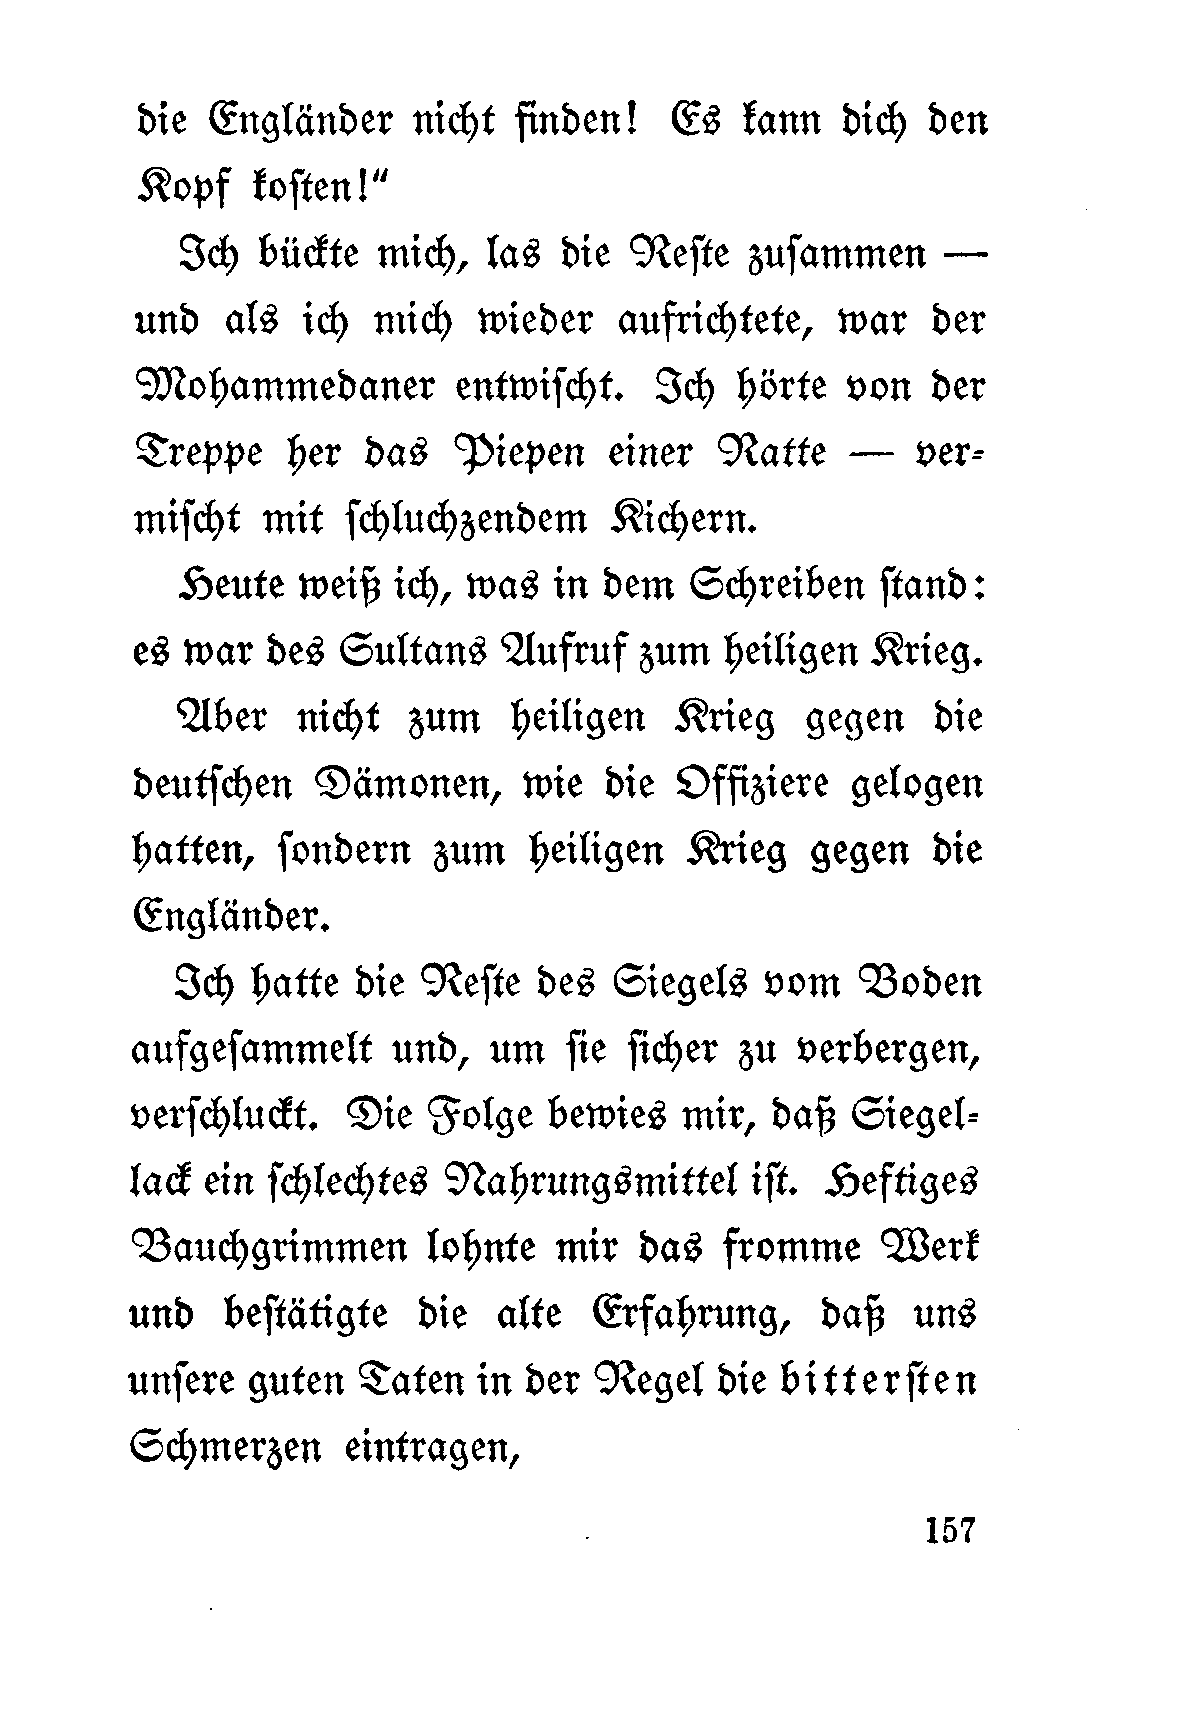 die Engländer nicht finden! Es kann dich den
Kopf koſten!“
Ich bückte mich, las die Reſte zuſammen —
und als ich mich wieder aufrichtete, war der
Mohammedaner entwiſcht. Ich hörte von der
Treppe her das Piepen einer Ratte — ver-
miſcht mit ſchluchzendem Kichern.
Heute weiß ich, was in dem Schreiben ſtand:
es war des Sultans Aufruf zum heiligen Krieg.
Aber nicht zum heiligen Krieg gegen die
deutſchen Dämonen, wie die Offiziere gelogen
hatten, ſondern zum heiligen Krieg gegen die
Engländer.
Ich hatte die Reſte des Siegels vom Boden
aufgeſammelt und, um ſie ſicher zu verbergen,
verſchluckt. Die Folge bewies mir, daß Siegel-
lack ein ſchlechtes Nahrungsmittel iſt. Heftiges
Bauchgrimmen lohnte mir das fromme Werk
und beſtätigte die alte Erfahrung, daß uns
unſere guten Taten in der Regel die bitterſten
Schmerzen eintragen,
157